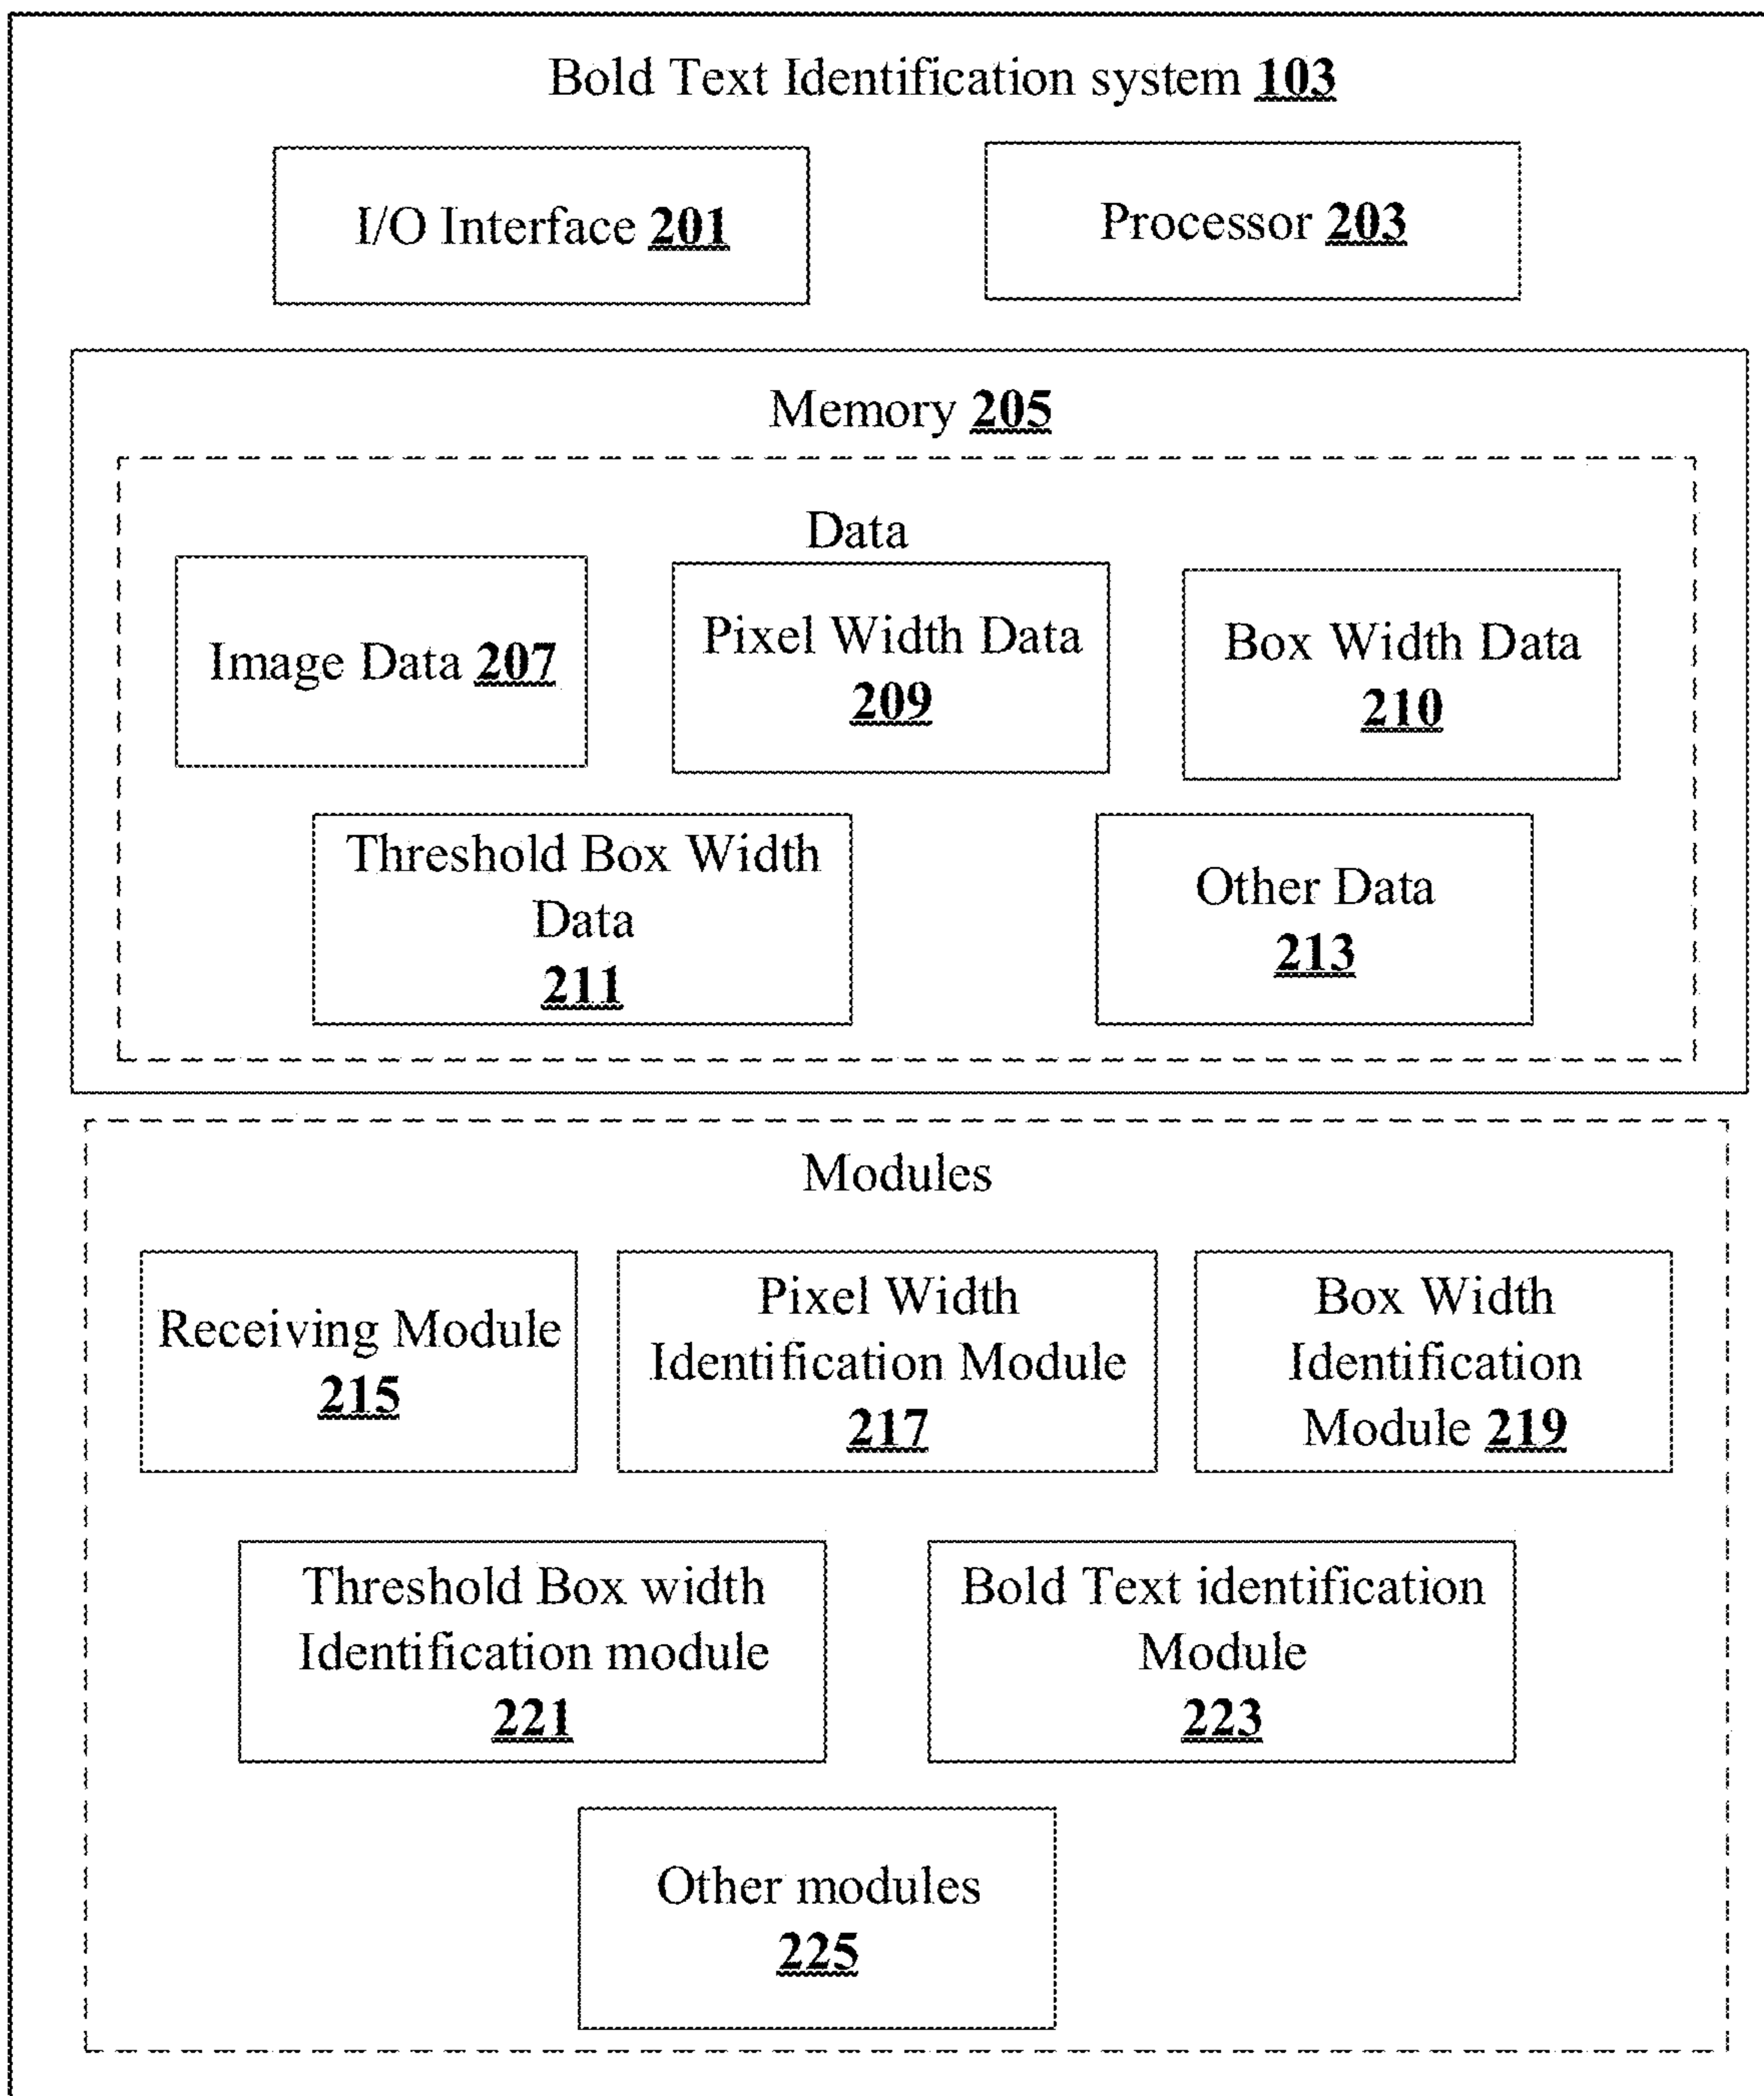 Bold Text Identification system 103
I/O Interface 201
Processor 203
Memory 205
Data
Image Data 207
Pixel Width Data
209
Box Width Data
210
Threshold Box Width
Data
211
Other Data
213
Modules
Receiving Module
215
Pixel Width
Identification Module
217
Box Width
Identification
Module 219
Threshold Box width
Identification module
221
Bold Text identification
Module
223
Other modules
225